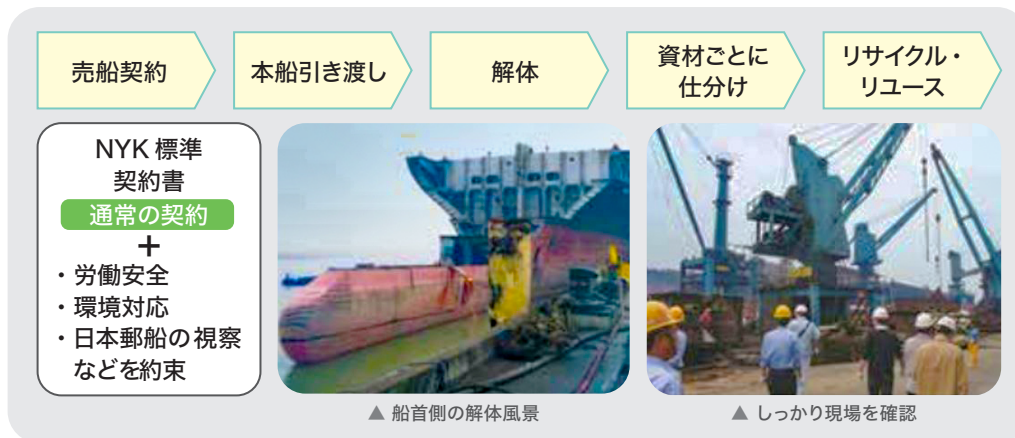 売船契約
本船引き渡し
解体
資材ごとに
仕分け
リサイクル・
リユース
NYK 標準
契約書
通常の契約
+
・労働安全
・環境対応
・日本郵船の視察
などを約束
▲ 船首側の解体風景
▲ しっかり現場を確認